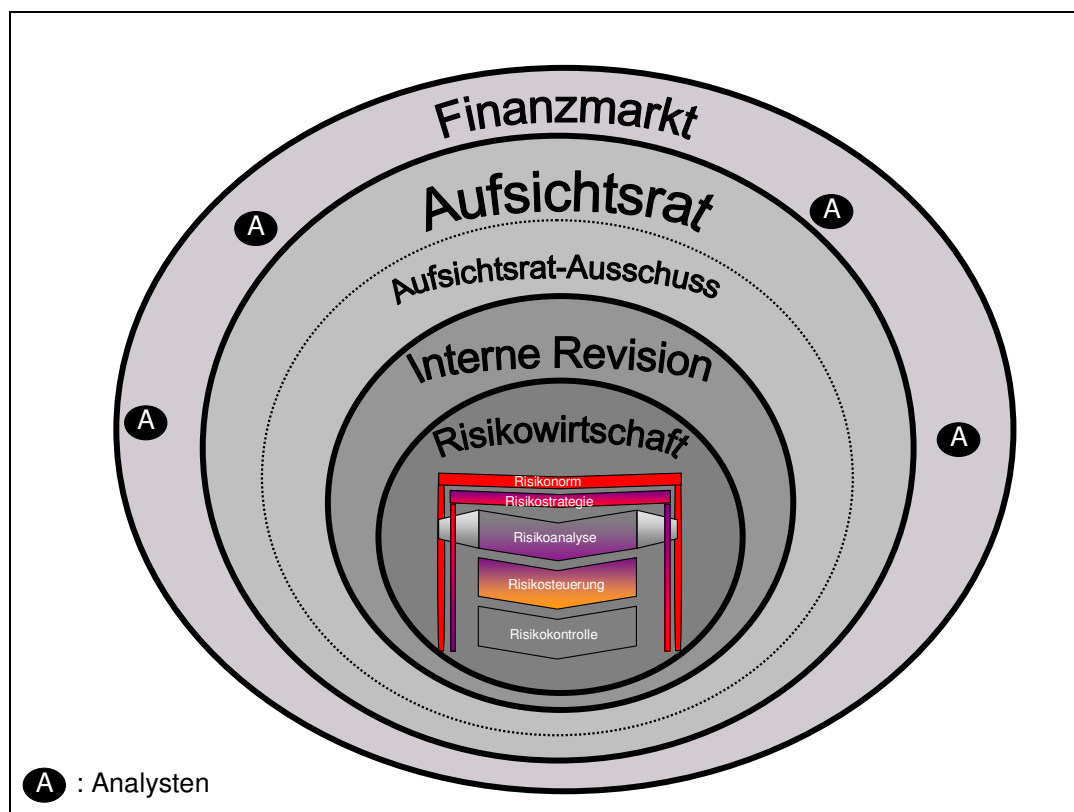 Finanzmarkt
Aufsichtsrat
A
A
Aufsichtsrat-Ausschuss
Interne Revision
A
A
Risikowirtschaft
Risikonorm
Risikostrategie
Risikoanalyse
Risikosteuerung
Risikokontrolle
A : Analysten